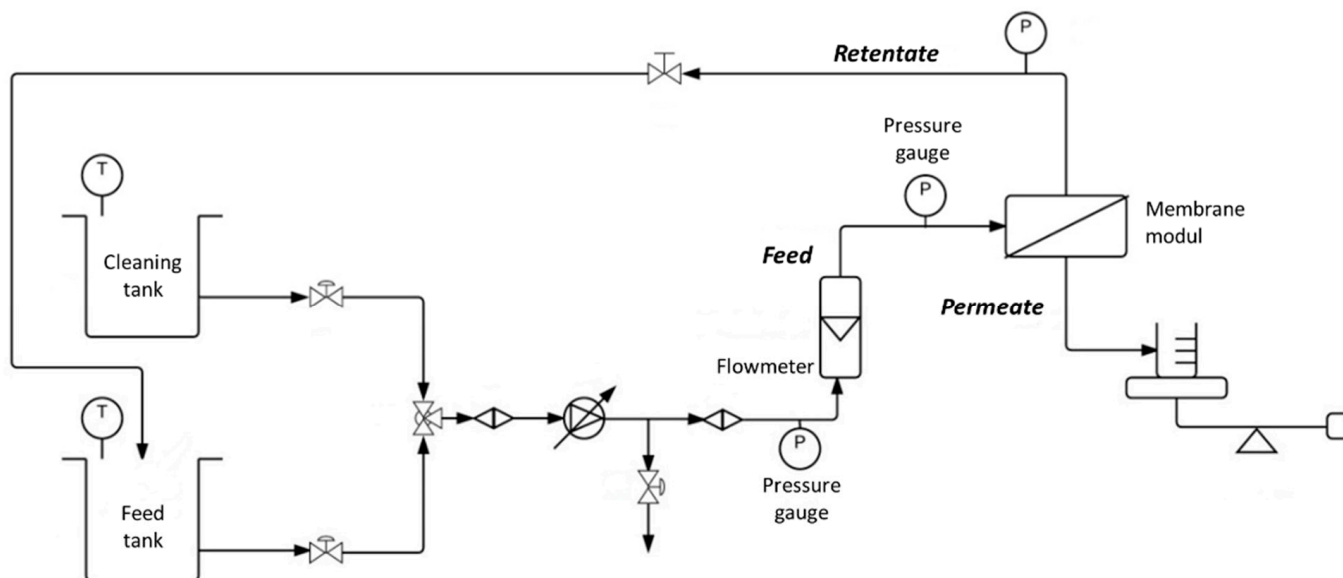 P
Retentate
Pressure
gauge
P
T
Membrane
modul
Cleaning
tank
Feed
Permeate
Flowmeter
T
P
Pressure
gauge
Feed
tank